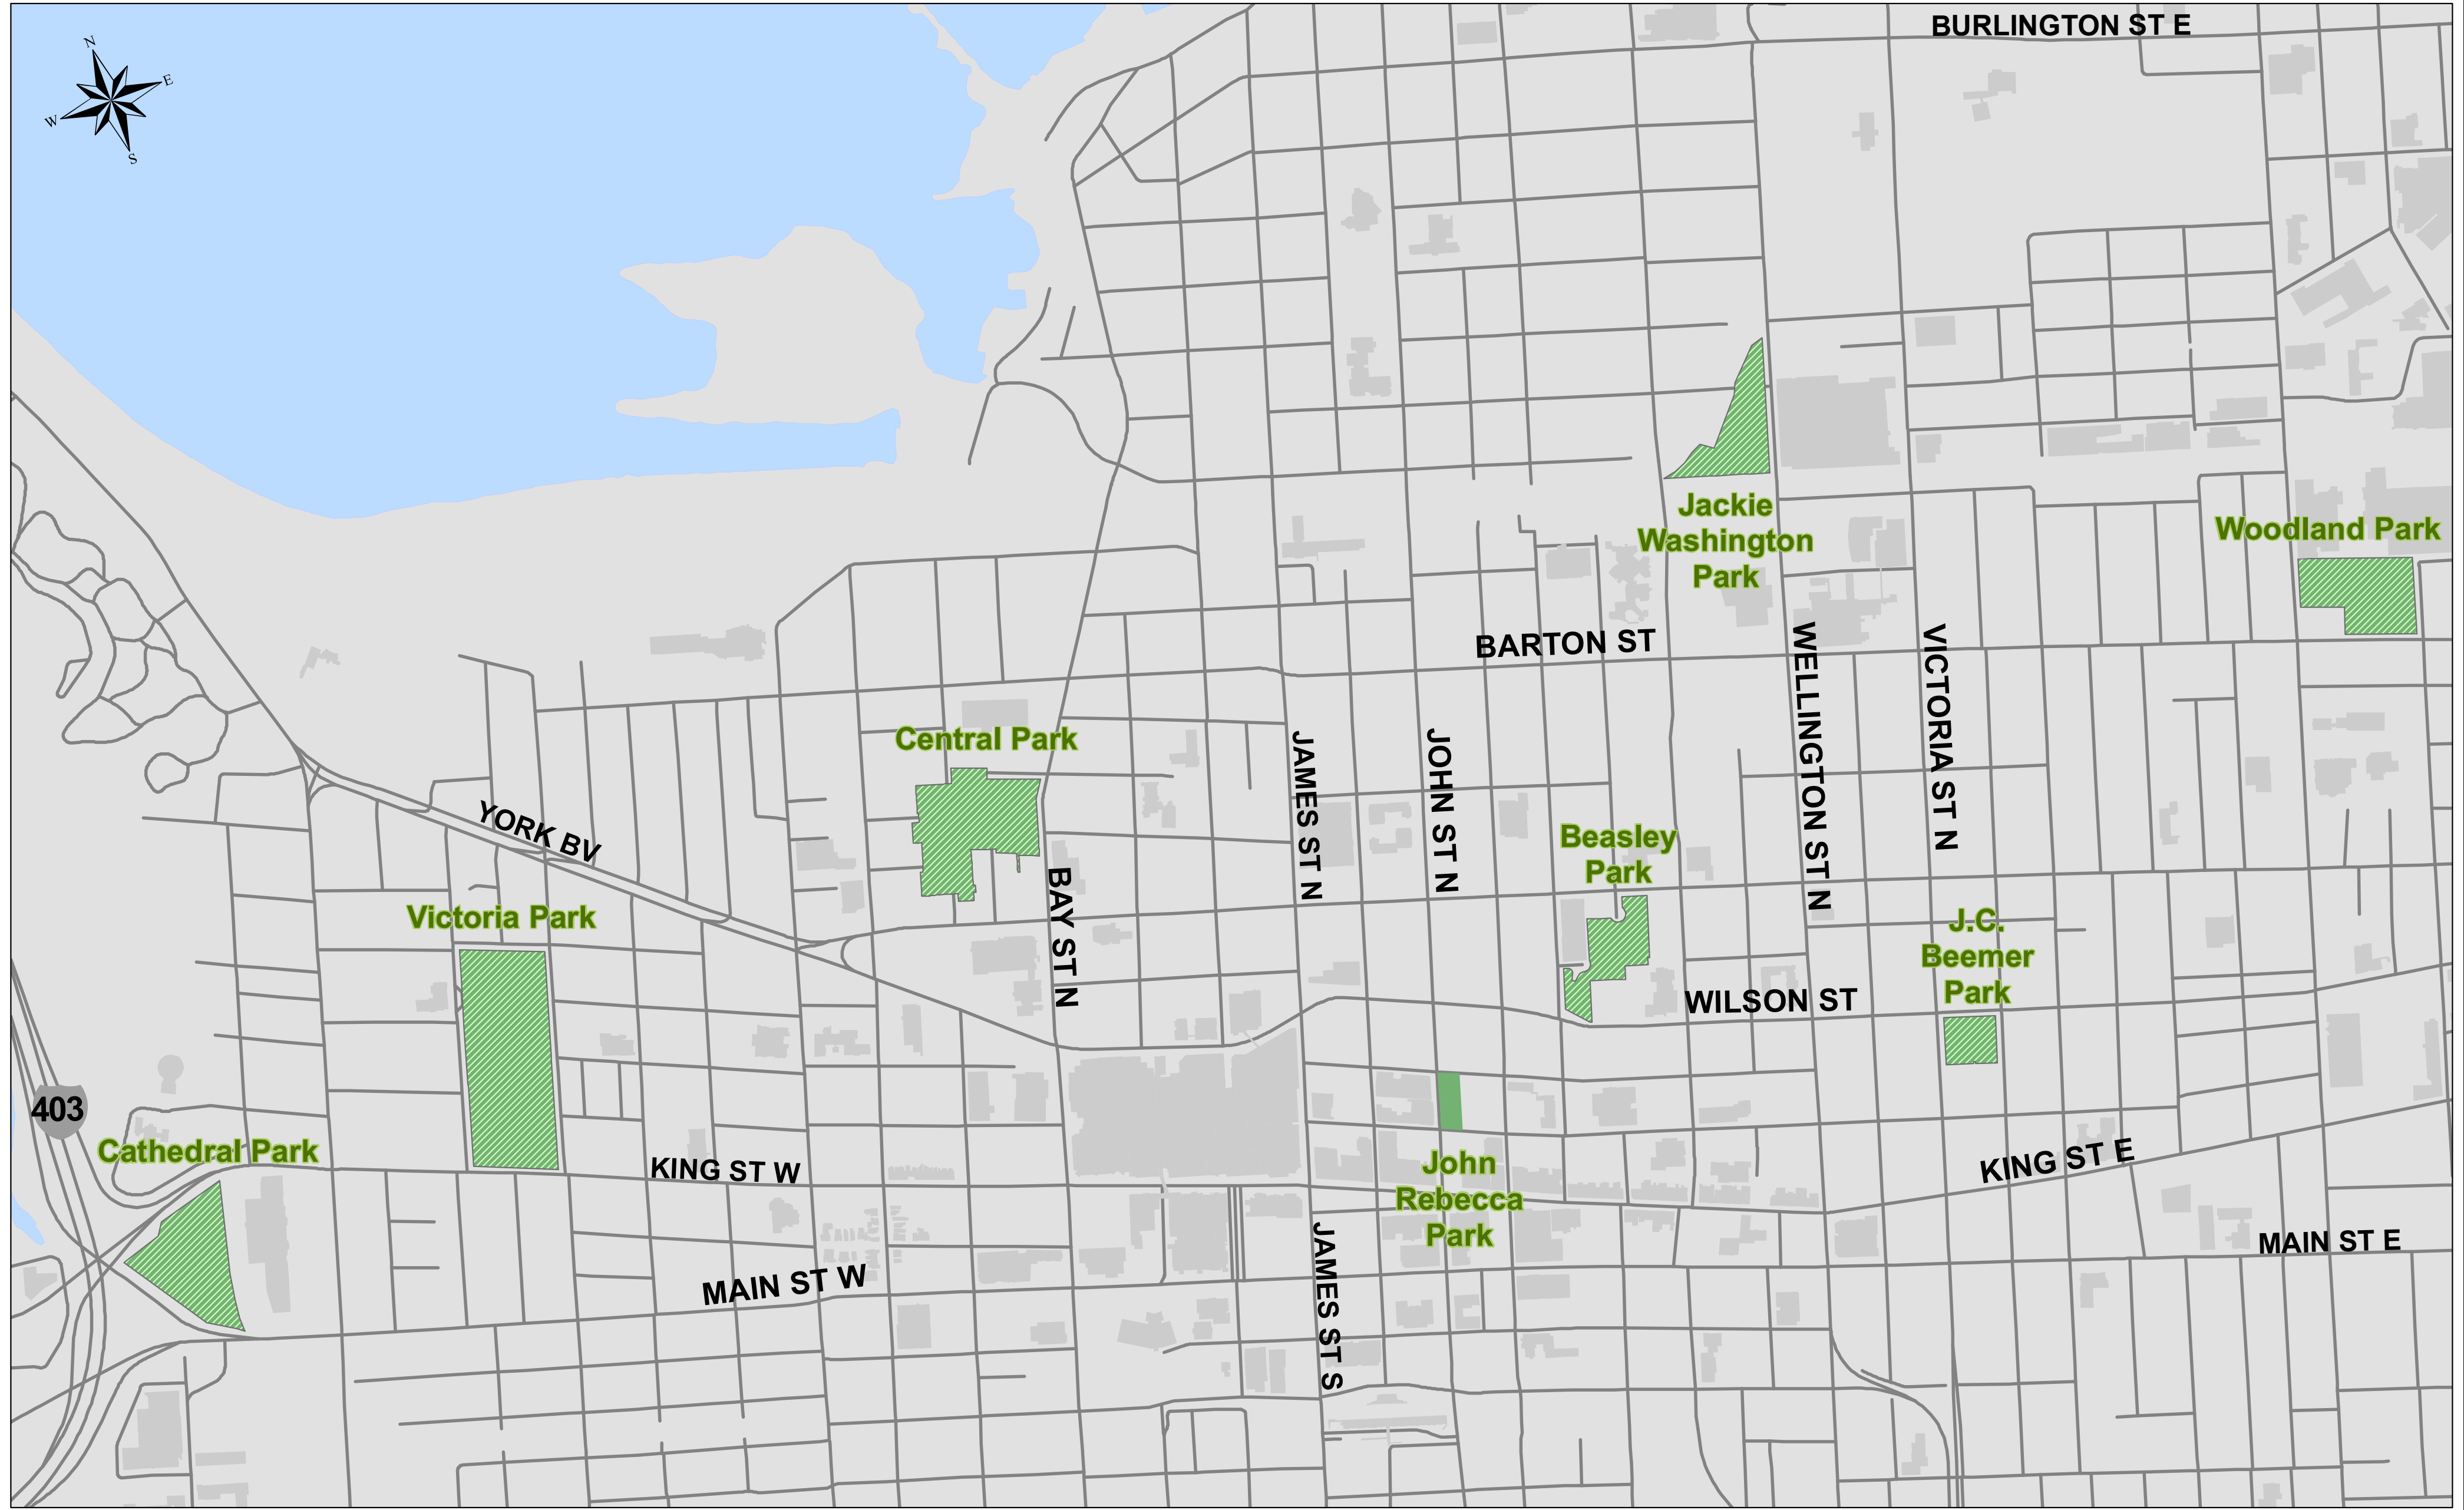 BURLINGTON ST E
N
E
W
S
Jackie
Washington
Park
Woodland Park
BARTON ST
WELLINGTON ST N
VICTORIA ST N
Central Park
JAMES ST N
JOHN ST N
YORK BV
Beasley
Park
BAY ST N
Victoria Park
J.C.
Beemer
Park
WILSON ST
403
Cathedral Park
KING ST W
John
Rebecca
Park
KING ST E
JAMES ST S
MAIN ST E
MAIN ST W